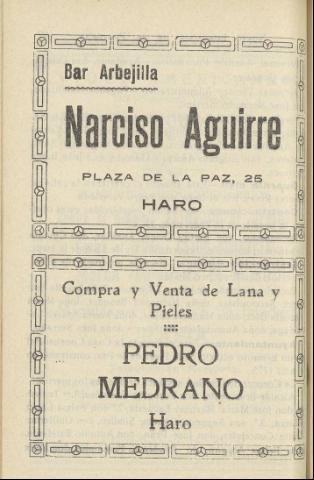 Bar Arbejilla
Narciso Aguirre
PLAZA DE LA PAZ, 25
HARO
Compra y Venta de Lana y
Pieles
PEDRO
MEDRANO
Haro